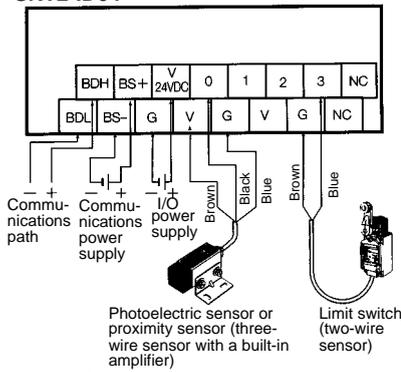 BDH BS+ V 24VDC 0 1 2 3 NC
BDL BS– G V G V G NC
– + – + – +
Brown Black Blue Brown Blue
Commu-
nications
path
Commu-
nications
power
supply
I/O
power
supply
Photoelectric sensor or
proximity sensor (three-
wire sensor with a built-in
amplifier)
Limit switch
(two-wire
sensor)